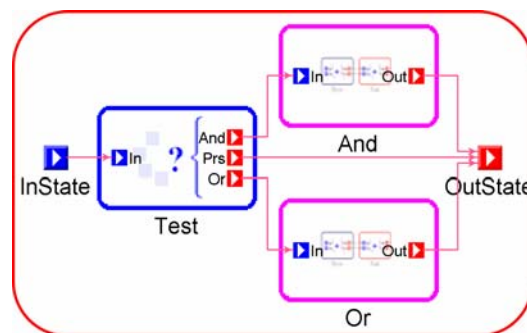 In Out
And
And
In ? Prs
Or
InState
OutState
Test
In Out
Or